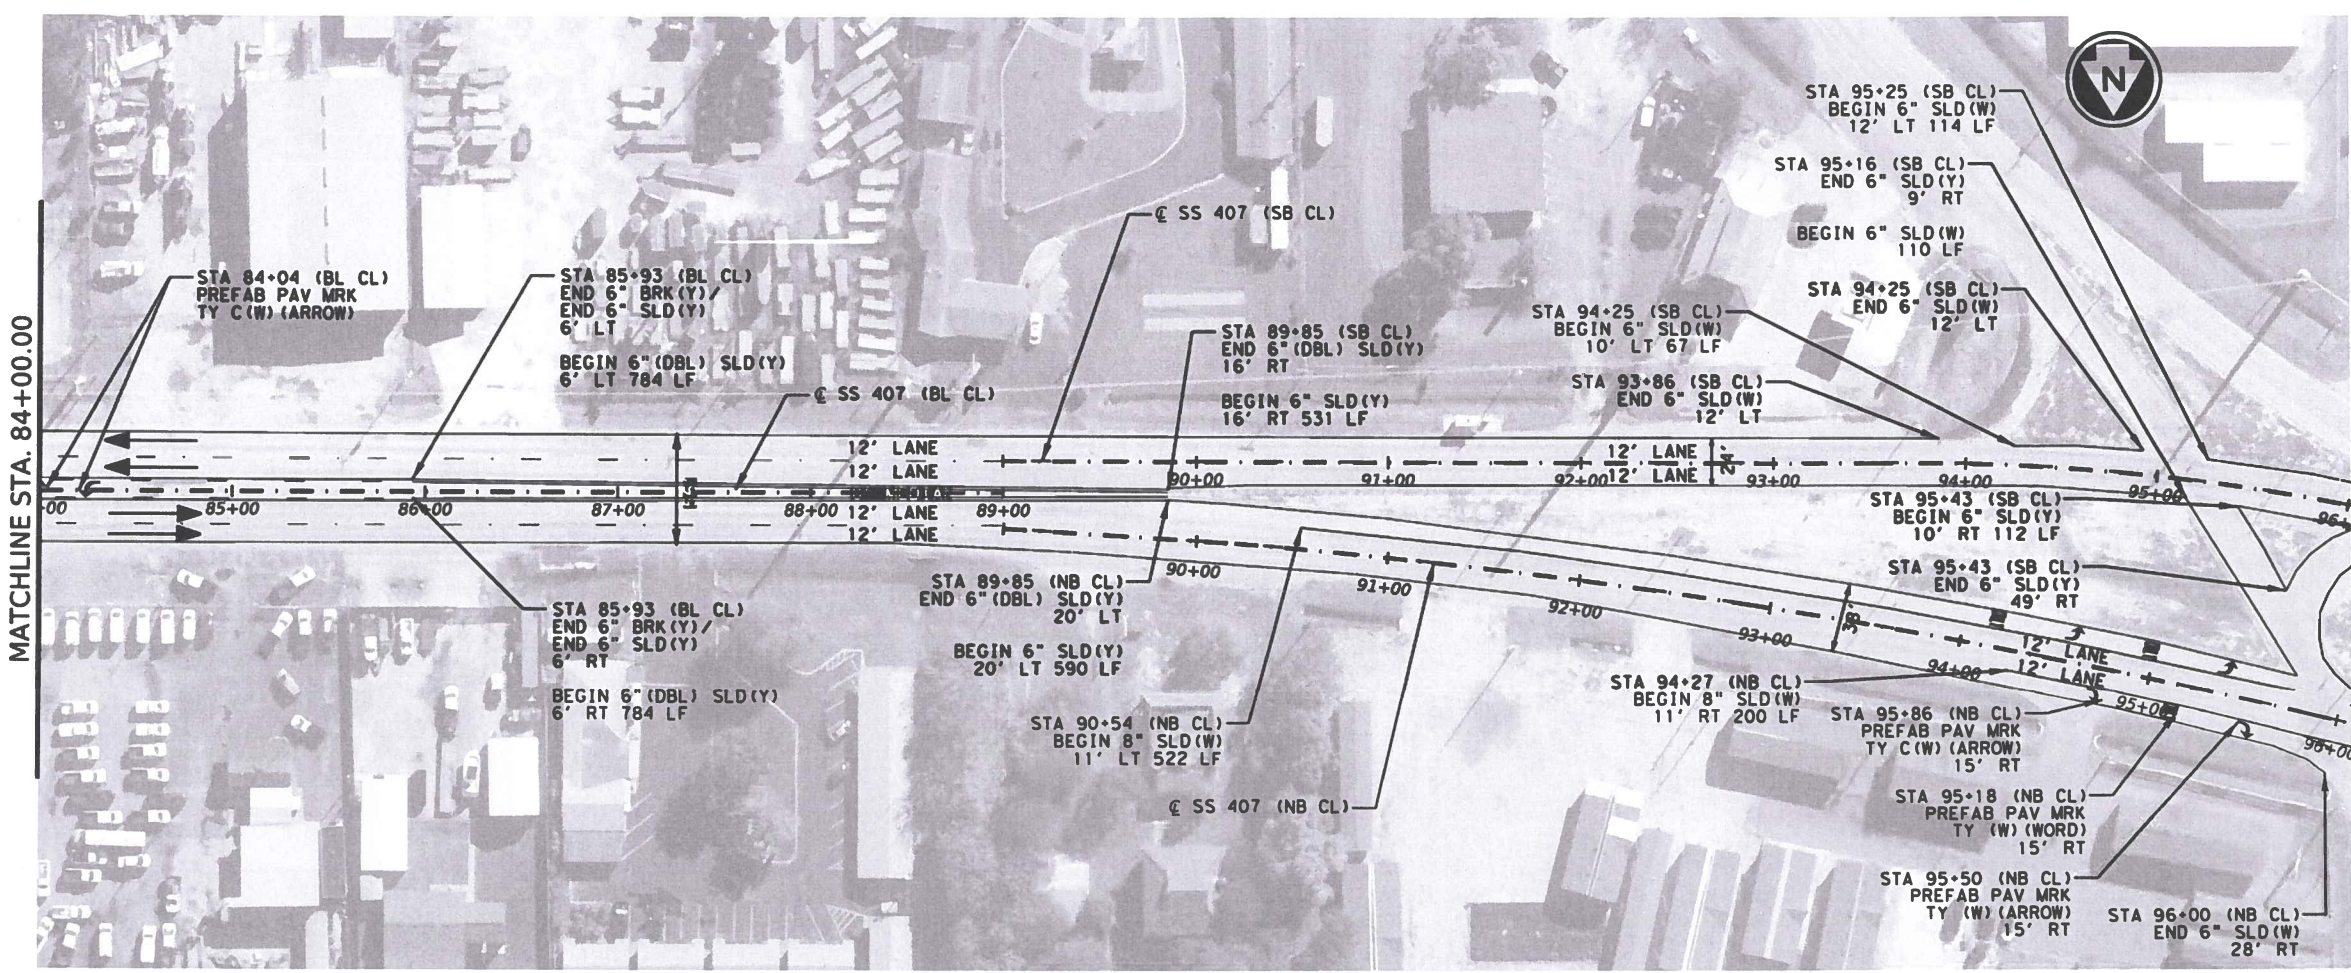 MATCHLINE STA. 84+00.00
N
STA 84+04 (BL CL)
PREFAB PAV MRK
TY C(W)(ARROW)
STA 85+93 (BL CL)
END 6" BRK(Y)/
END 6" SLD(Y)
6' LT
BEGIN 6"(DBL) SLD(Y)
6' LT 784 LF
℄ SS 407 (BL CL)
℄ SS 407 (SB CL)
STA 89+85 (SB CL)
END 6"(DBL) SLD(Y)
16' RT
BEGIN 6" SLD(Y)
16' RT 531 LF
STA 94+25 (SB CL)
BEGIN 6" SLD(W)
10' LT 67 LF
STA 93+86 (SB CL)
END 6" SLD(W)
12' LT
STA 95+25 (SB CL)
BEGIN 6" SLD(W)
12' LT 114 LF
STA 95+16 (SB CL)
END 6" SLD(Y)
9' RT
BEGIN 6" SLD(W)
110 LF
STA 94+25 (SB CL)
END 6" SLD(W)
12' LT
12' LANE
12' LANE
12' LANE
12' LANE
12' LANE
12' LANE
24'
+00
85+00
86+00
87+00
88+00
89+00
90+00
91+00
92+00
93+00
94+00
95+00
96+
STA 95+43 (SB CL)
BEGIN 6" SLD(Y)
10' RT 112 LF
STA 95+43 (SB CL)
END 6" SLD(Y)
49' RT
90+00
91+00
92+00
93+00
94+00
95+00
96+00
38'
12' LANE
12' LANE
STA 85+93 (BL CL)
END 6" BRK(Y)/
END 6" SLD(Y)
6' RT
BEGIN 6"(DBL) SLD(Y)
6' RT 784 LF
STA 89+85 (NB CL)
END 6"(DBL) SLD(Y)
20' LT
BEGIN 6" SLD(Y)
20' LT 590 LF
STA 90+54 (NB CL)
BEGIN 8" SLD(W)
11' LT 522 LF
℄ SS 407 (NB CL)
STA 94+27 (NB CL)
BEGIN 8" SLD(W)
11' RT 200 LF
STA 95+86 (NB CL)
PREFAB PAV MRK
TY C(W)(ARROW)
15' RT
STA 95+18 (NB CL)
PREFAB PAV MRK
TY (W)(WORD)
15' RT
STA 95+50 (NB CL)
PREFAB PAV MRK
TY (W)(ARROW)
15' RT
STA 96+00 (NB CL)
END 6" SLD(W)
28' RT